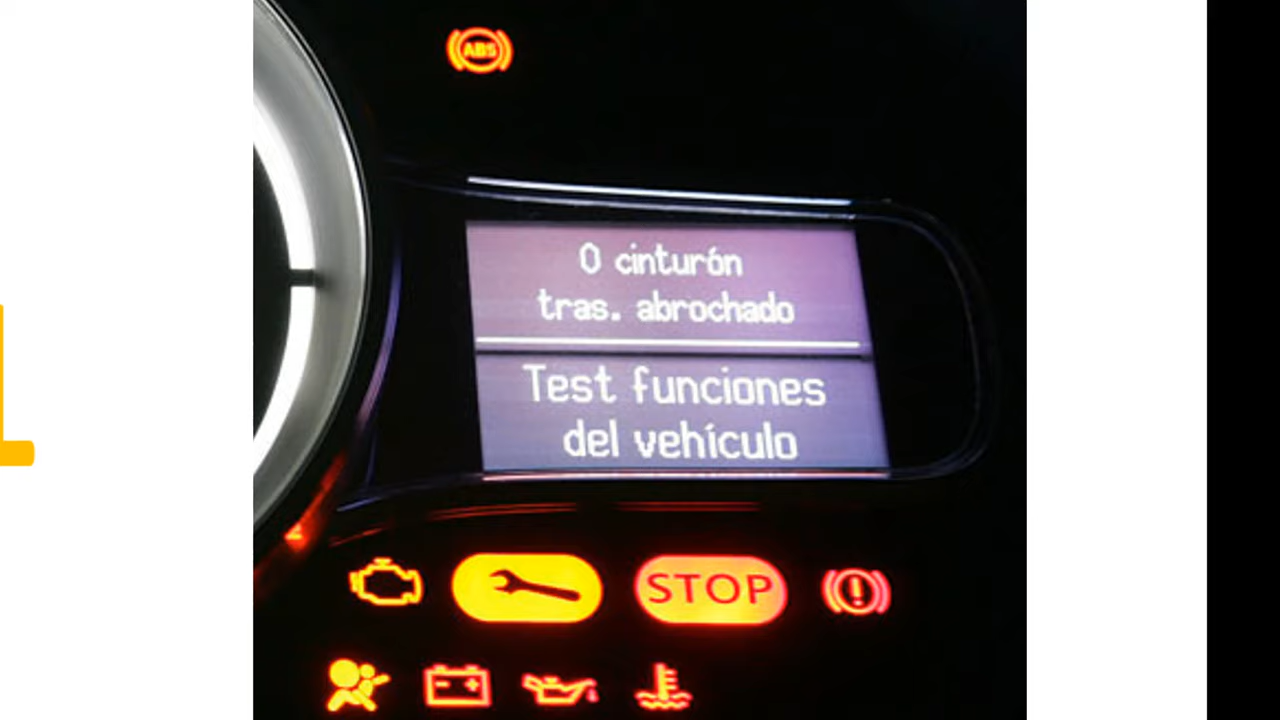 ABS
0 cinturón
tras. abrochado
Test funciones
del vehículo
STOP